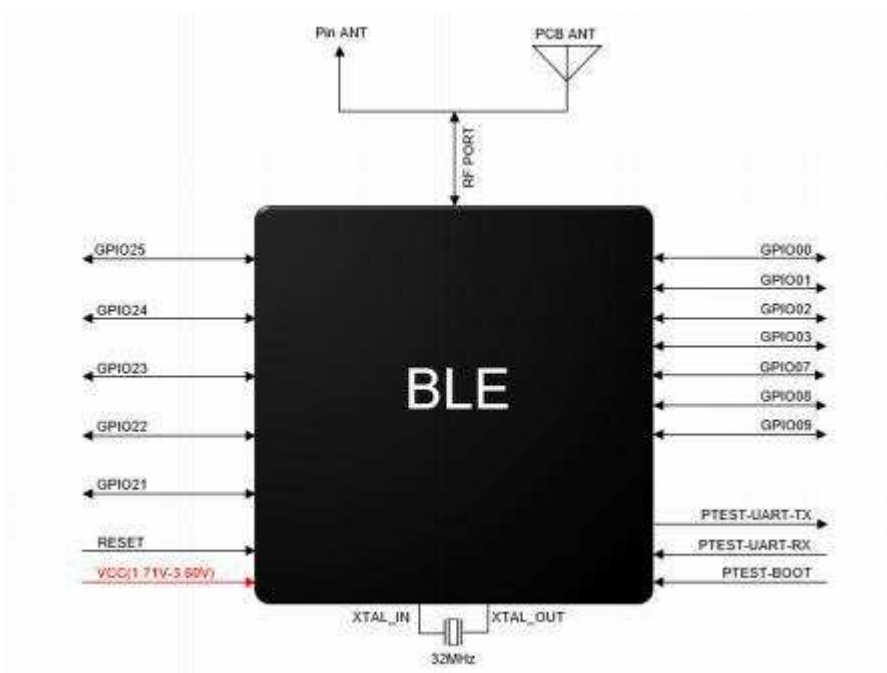 Pin ANT
PCB ANT
RF PORT
GPIO25
GPIO24
GPIO23
GPIO22
GPIO21
RESET
VCC(1.71V-3.60V)
BLE
GPIO00
GPIO01
GPIO02
GPIO03
GPIO07
GPIO08
GPIO09
PTEST-UART-TX
PTEST-UART-RX
PTEST-BOOT
XTAL_IN
XTAL_OUT
32MHz